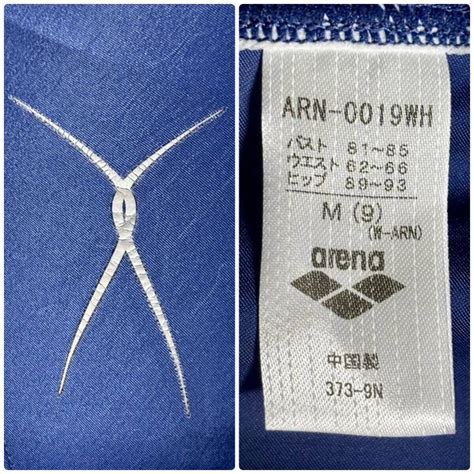 ARN-0019WH
バスト 81~85
ウエスト 62~66
ヒップ 89~93
M (9)
(W-ARN)
arena
中国製
373-9N